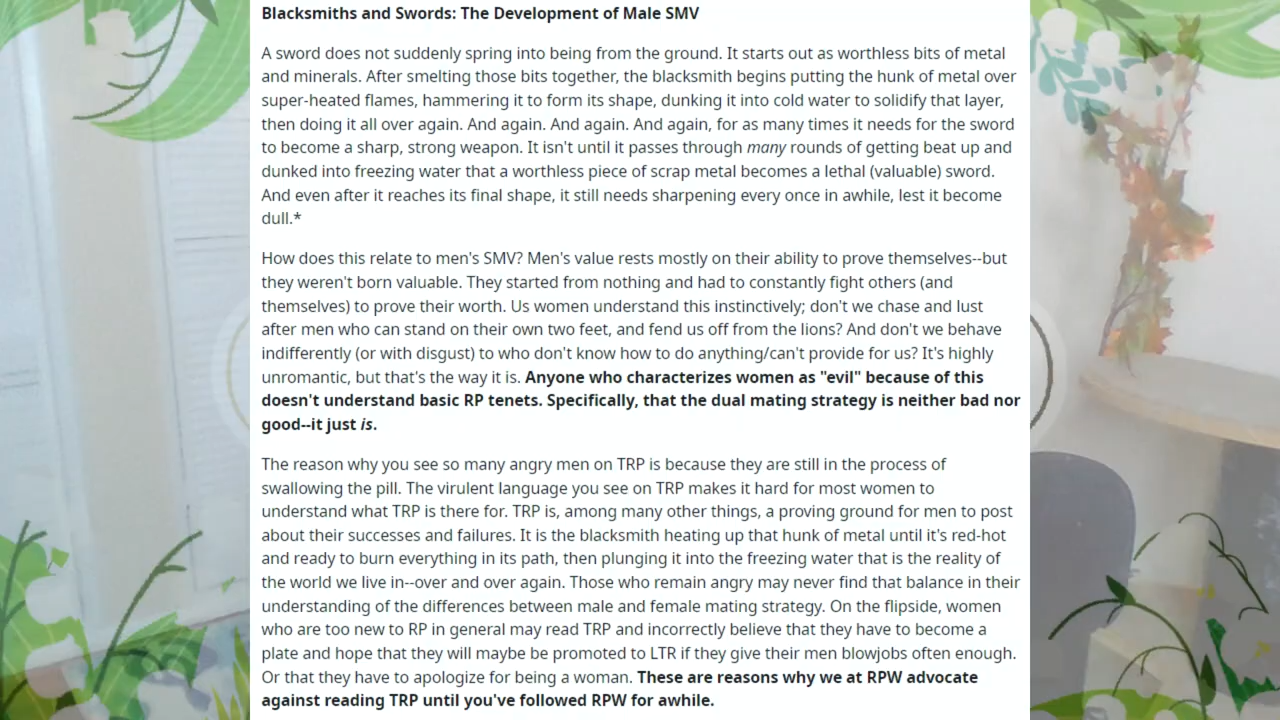 Blacksmiths and Swords: The Development of Male SMV
A sword does not suddenly spring into being from the ground. It starts out as worthless bits of metal
and minerals. After smelting those bits together, the blacksmith begins putting the hunk of metal over
super-heated flames, hammering it to form its shape, dunking it into cold water to solidify that layer,
then doing it all over again. And again. And again. And again, for as many times it needs for the sword
to become a sharp, strong weapon. It isn't until it passes through many rounds of getting beat up and
dunked into freezing water that a worthless piece of scrap metal becomes a lethal (valuable) sword.
And even after it reaches its final shape, it still needs sharpening every once in awhile, lest it become
dull.*
How does this relate to men's SMV? Men's value rests mostly on their ability to prove themselves--but
they weren't born valuable. They started from nothing and had to constantly fight others (and
themselves) to prove their worth. Us women understand this instinctively; don't we chase and lust
after men who can stand on their own two feet, and fend us off from the lions? And don't we behave
indifferently (or with disgust) to who don't know how to do anything/can't provide for us? It's highly
unromantic, but that's the way it is. Anyone who characterizes women as "evil" because of this
doesn't understand basic RP tenets. Specifically, that the dual mating strategy is neither bad nor
good--it just is.
The reason why you see so many angry men on TRP is because they are still in the process of
swallowing the pill. The virulent language you see on TRP makes it hard for most women to
understand what TRP is there for. TRP is, among many other things, a proving ground for men to post
about their successes and failures. It is the blacksmith heating up that hunk of metal until it's red-hot
and ready to burn everything in its path, then plunging it into the freezing water that is the reality of
the world we live in--over and over again. Those who remain angry may never find that balance in their
understanding of the differences between male and female mating strategy. On the flipside, women
who are too new to RP in general may read TRP and incorrectly believe that they have to become a
plate and hope that they will maybe be promoted to LTR if they give their men blowjobs often enough.
Or that they have to apologize for being a woman. These are reasons why we at RPW advocate
against reading TRP until you've followed RPW for awhile.